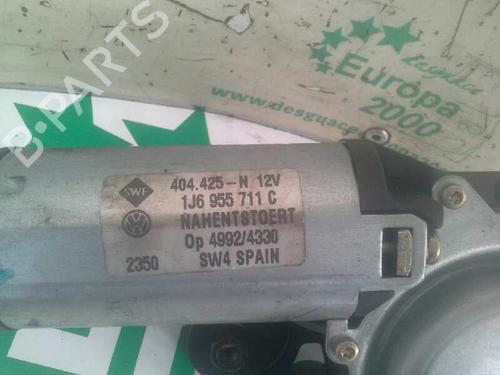 B-PARTS
desguace
Europa
2000
www.desguace
SWF
404.425-N 12V
1J6 955 711 C
NAHENTSTOERT
Op 4992/4330
2350 SW4 SPAIN